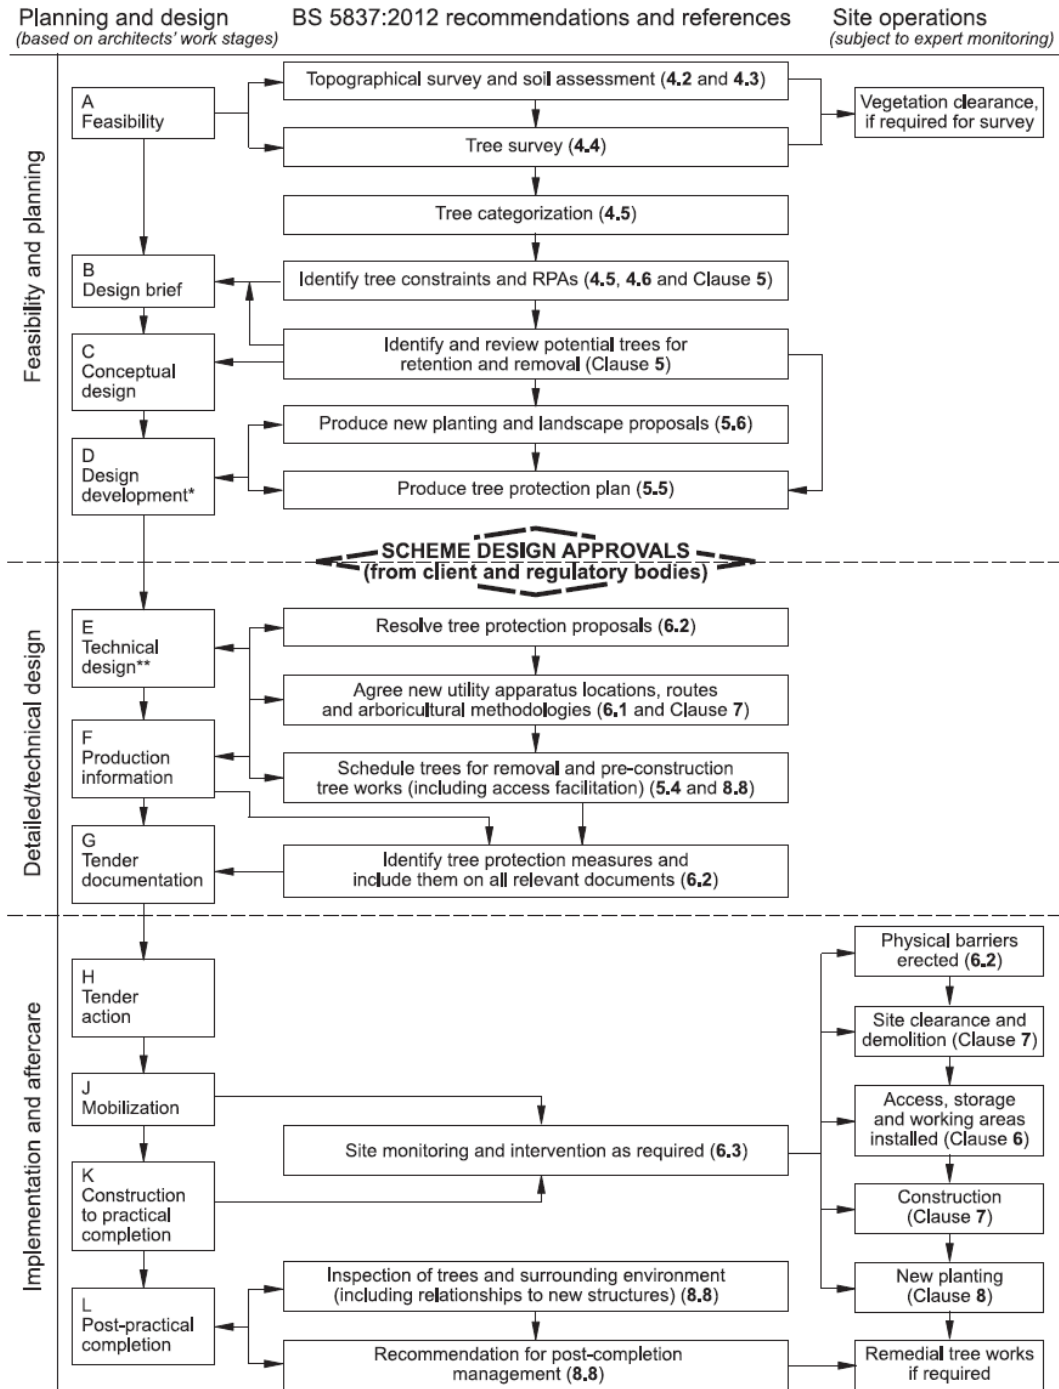 Planning and design
(based on architects' work stages)
BS 5837:2012 recommendations and references
Site operations
(subject to expert monitoring)
Feasibility and planning
A
Feasibility
Topographical survey and soil assessment (4.2 and 4.3)
Vegetation clearance,
if required for survey
Tree survey (4.4)
Tree categorization (4.5)
B
Design brief
Identify tree constraints and RPAs (4.5, 4.6 and Clause 5)
C
Conceptual
design
Identify and review potential trees for
retention and removal (Clause 5)
Produce new planting and landscape proposals (5.6)
D
Design
development*
Produce tree protection plan (5.5)
SCHEME DESIGN APPROVALS
(from client and regulatory bodies)
Detailed/technical design
E
Technical
design**
Resolve tree protection proposals (6.2)
Agree new utility apparatus locations, routes
and arboricultural methodologies (6.1 and Clause 7)
F
Production
information
Schedule trees for removal and pre-construction
tree works (including access facilitation) (5.4 and 8.8)
G
Tender
documentation
Identify tree protection measures and
include them on all relevant documents (6.2)
Implementation and aftercare
H
Tender
action
Physical barriers
erected (6.2)
Site clearance and
demolition (Clause 7)
J
Mobilization
Access, storage
and working areas
installed (Clause 6)
Site monitoring and intervention as required (6.3)
K
Construction
to practical
completion
Construction
(Clause 7)
New planting
(Clause 8)
L
Post-practical
completion
Inspection of trees and surrounding environment
(including relationships to new structures) (8.8)
Recommendation for post-completion
management (8.8)
Remedial tree works
if required